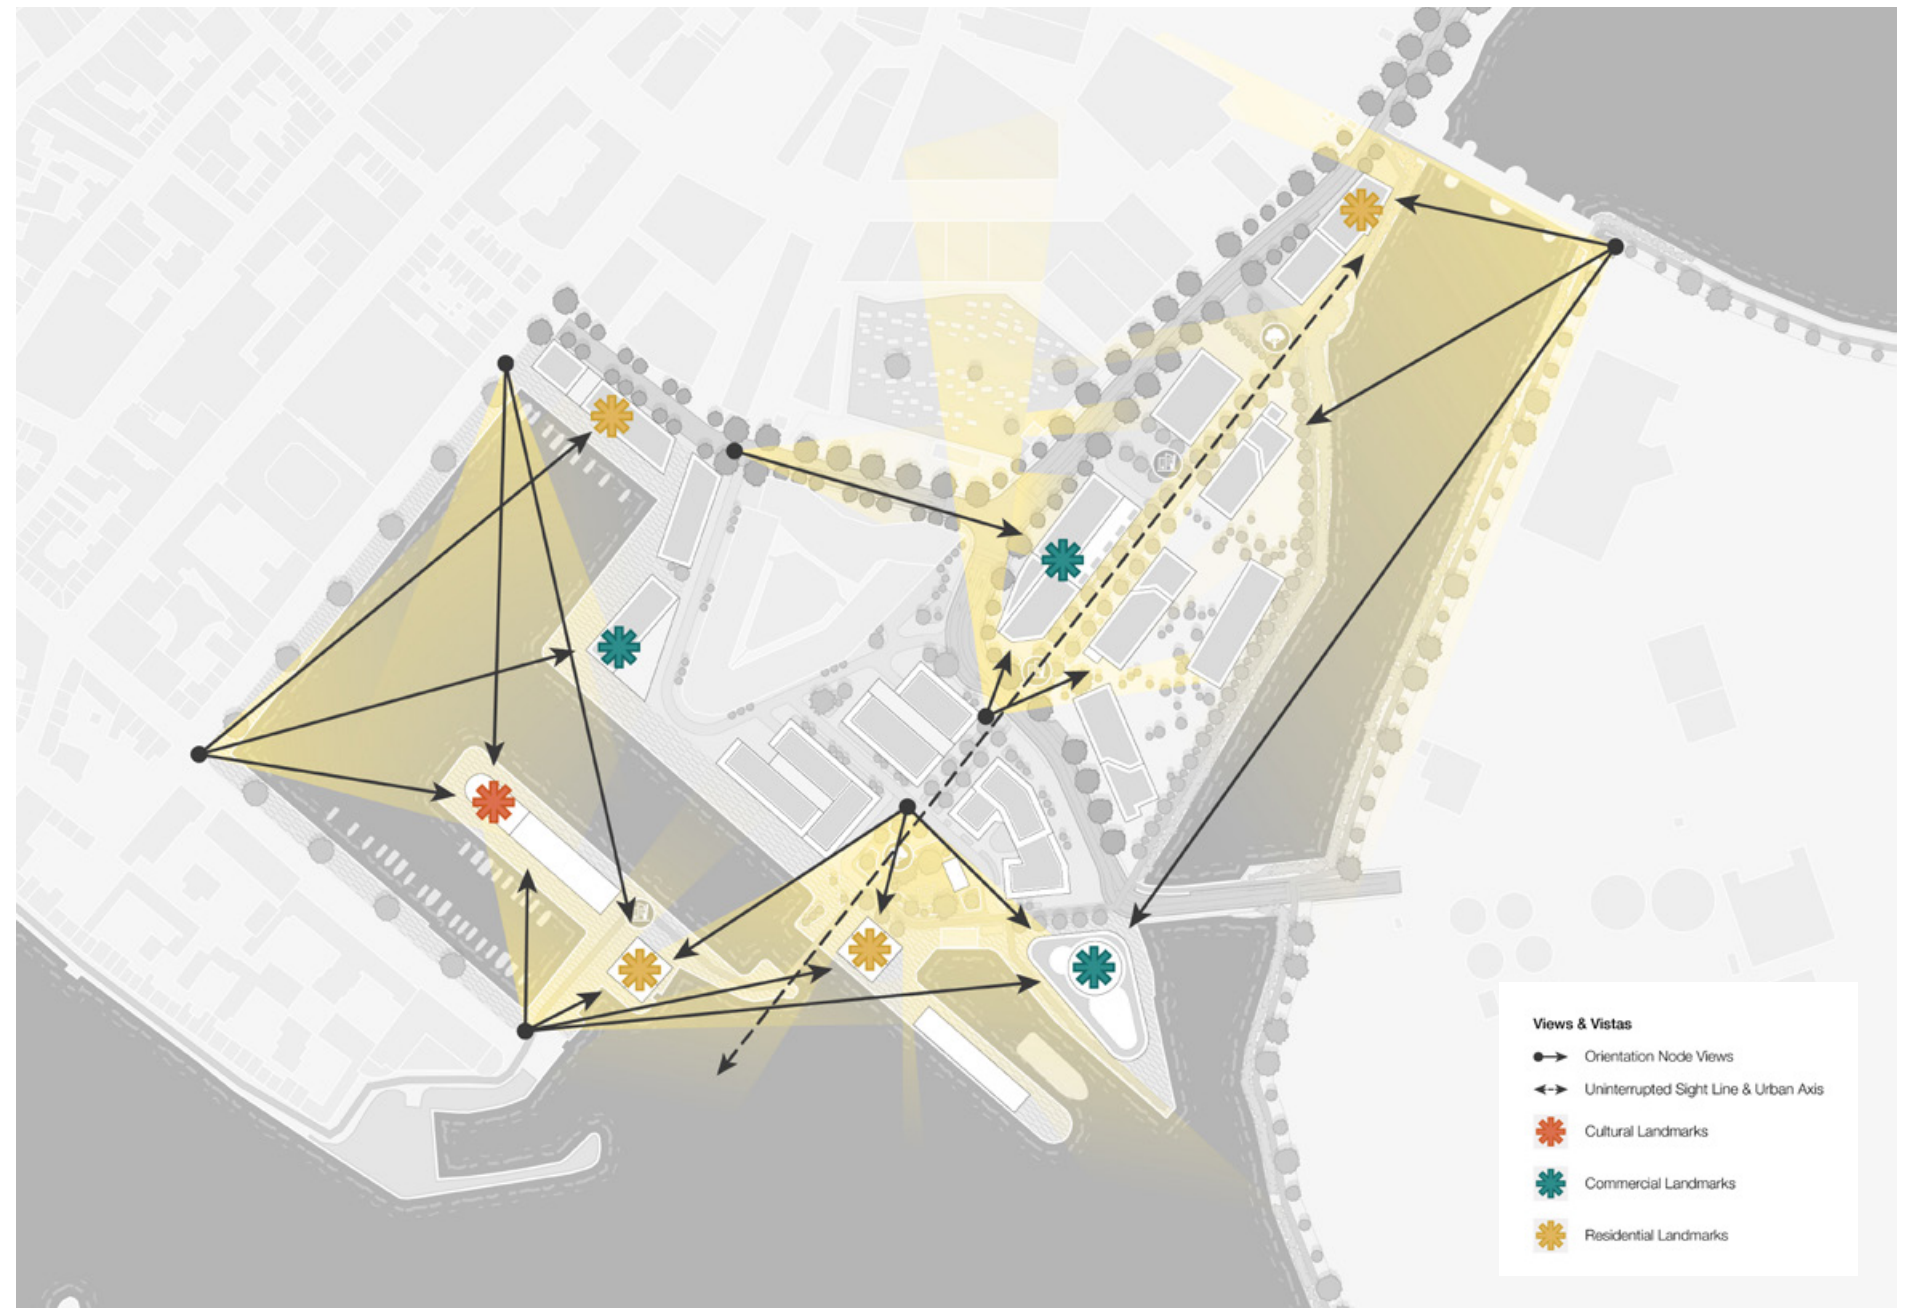 Views & Vistas
Orientation Node Views
Uninterrupted Sight Line & Urban Axis
Cultural Landmarks
Commercial Landmarks
Residential Landmarks